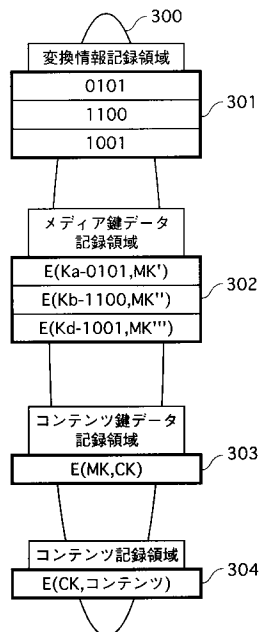 300
変換情報記録領域
0101
1100
1001
301
メディア鍵データ
記録領域
E(Ka-0101,MK')
E(Kb-1100,MK'')
E(Kd-1001,MK''')
302
コンテンツ鍵データ
記録領域
E(MK,CK)
303
コンテンツ記録領域
E(CK,コンテンツ)
304